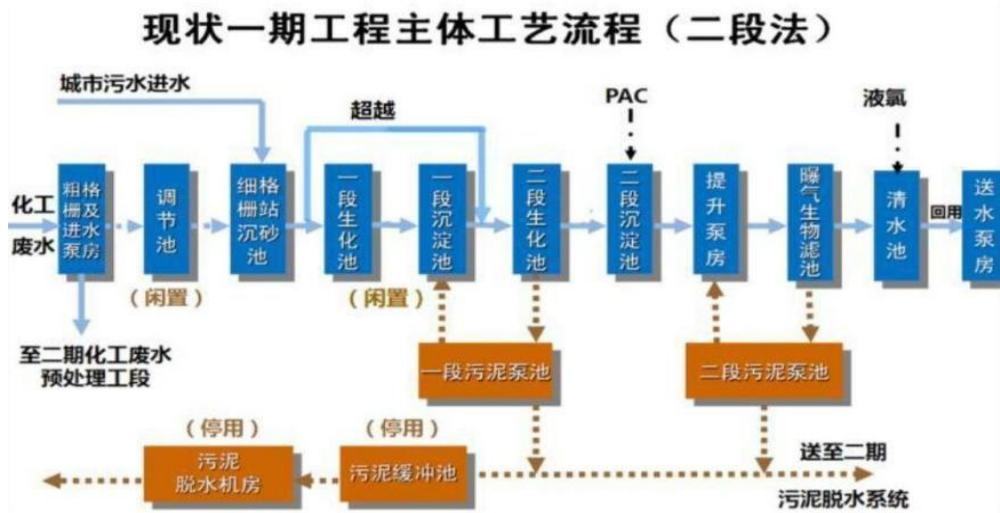 现状一期工程主体工艺流程（二段法）
城市污水进水
超越
PAC
液氯
化工
废水
粗格
栅及
进水
泵房
调节池
细格
栅站
沉砂
池
一段生化池
一段沉淀池
二段生化池
二段沉淀池
提升泵房
曝气生物滤池
清水池
回用
送水泵房
（闲置）
（闲置）
至二期化工废水
预处理工段
一段污泥泵池
二段污泥泵池
（停用）
（停用）
污泥
脱水机房
污泥缓冲池
送至二期
污泥脱水系统